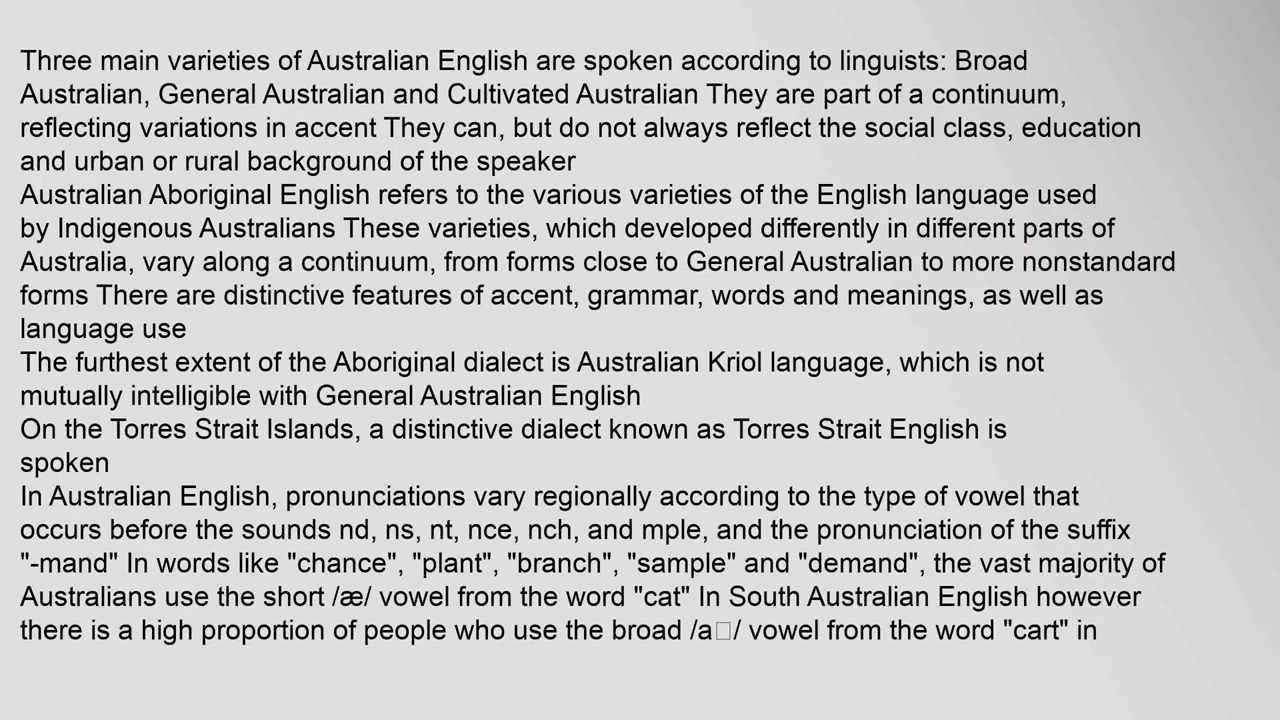 Three main varieties of Australian English are spoken according to linguists: Broad
Australian, General Australian and Cultivated Australian They are part of a continuum,
reflecting variations in accent They can, but do not always reflect the social class, education
and urban or rural background of the speaker
Australian Aboriginal English refers to the various varieties of the English language used
by Indigenous Australians These varieties, which developed differently in different parts of
Australia, vary along a continuum, from forms close to General Australian to more nonstandard
forms There are distinctive features of accent, grammar, words and meanings, as well as
language use
The furthest extent of the Aboriginal dialect is Australian Kriol language, which is not
mutually intelligible with General Australian English
On the Torres Strait Islands, a distinctive dialect known as Torres Strait English is
spoken
In Australian English, pronunciations vary regionally according to the type of vowel that
occurs before the sounds nd, ns, nt, nce, nch, and mple, and the pronunciation of the suffix
"-mand" In words like "chance", "plant", "branch", "sample" and "demand", the vast majority of
Australians use the short /æ/ vowel from the word "cat" In South Australian English however
there is a high proportion of people who use the broad /a□/ vowel from the word "cart" in